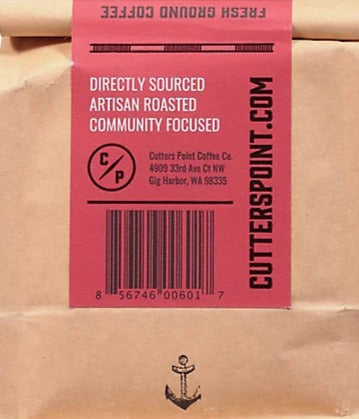 FRESH GROUND COFFEE
DIRECTLY SOURCED
ARTISAN ROASTED
COMMUNITY FOCUSED
C/P
Cutters Point Coffee Co.
4909 33rd Ave Ct NW
Gig Harbor, WA 98335
CUTTERSPOINT.COM
8 56746 00601 7